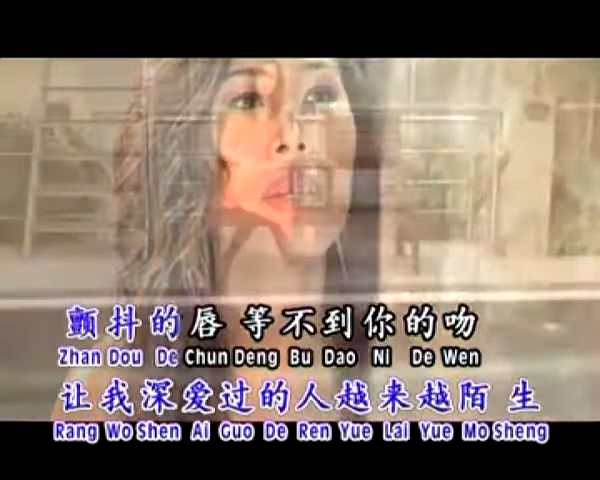 颤抖的唇 等不到你的吻
Zhan Dou De Chun Deng Bu Dao Ni De Wen
让我深爱过的人越来越陌生
Rang Wo Shen Ai Guo De Ren Yue Lai Yue Mo Sheng